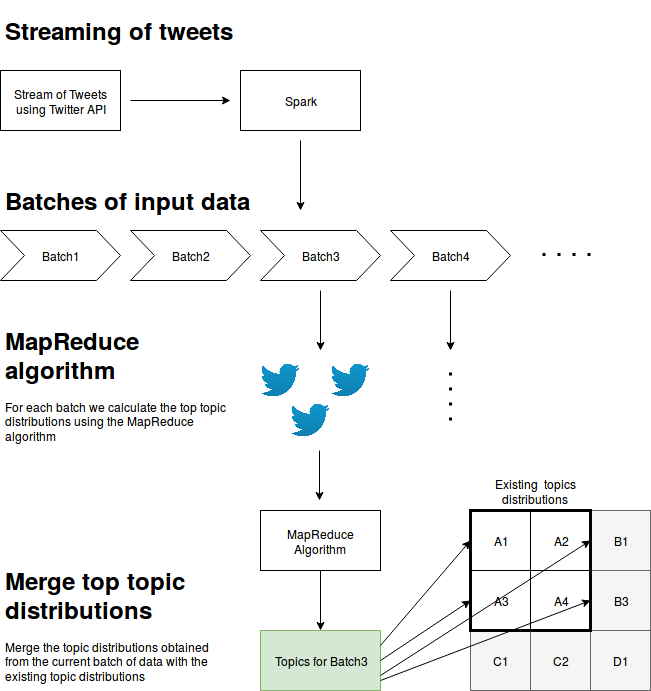 Streaming of tweets
Stream of Tweets
using Twitter API
Spark
Batches of input data
Batch1
Batch2
Batch3
Batch4
MapReduce
algorithm
For each batch we calculate the top topic
distributions using the MapReduce
algorithm
MapReduce
Algorithm
Existing topics
distributions
A1
A2
B1
A3
A4
B3
C1
C2
D1
Merge top topic
distributions
Merge the topic distributions obtained
from the current batch of data with the
existing topic distributions
Topics for Batch3